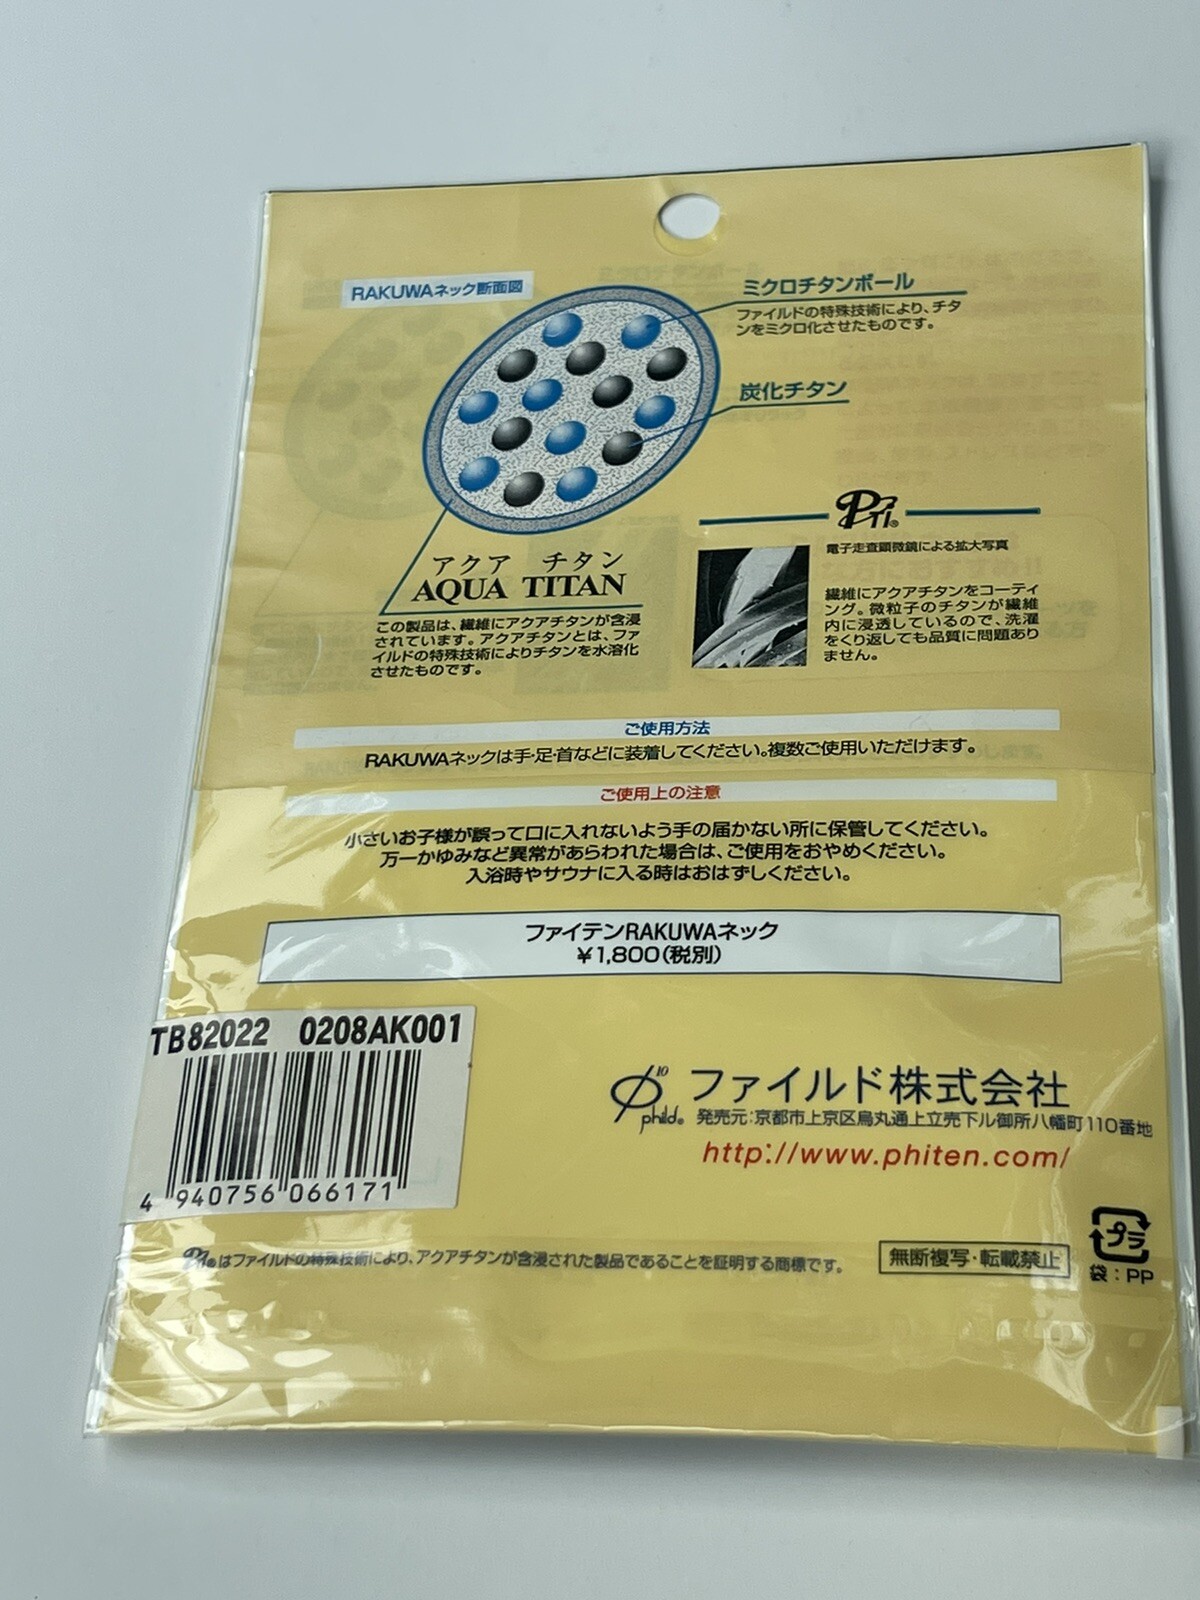 RAKUWAネック断面図
ミクロチタンボール
ファイルドの特殊技術により、チタ
ンをミクロ化させたものです。
炭化チタン
アクア チタン
AQUA TITAN
この製品は、繊維にアクアチタンが含浸
されています。アクアチタンとは、ファ
イルドの特殊技術によりチタンを水溶化
させたものです。
PTi®
電子走査顕微鏡による拡大写真
繊維にアクアチタンをコーティ
ング。微粒子のチタンが繊維
内に浸透しているので、洗濯
をくり返しても品質に問題あり
ません。
ご使用方法
RAKUWAネックは手・足・首などに装着してください。複数ご使用いただけます。
ご使用上の注意
小さいお子様が誤って口に入れないよう手の届かない所に保管してください。
万一かゆみなど異常があらわれた場合は、ご使用をおやめください。
入浴時やサウナに入る時はおはずしください。
ファイテンRAKUWAネック
¥1,800(税別)
TB82022 0208AK001
4 940756 066171
φ10 phild® ファイルド株式会社
発売元:京都市上京区烏丸通上立売下ル御所八幡町110番地
http://www.phiten.com/
PTi®はファイルドの特殊技術により、アクアチタンが含浸された製品であることを証明する商標です。
無断複写・転載禁止
プラ
袋:PP